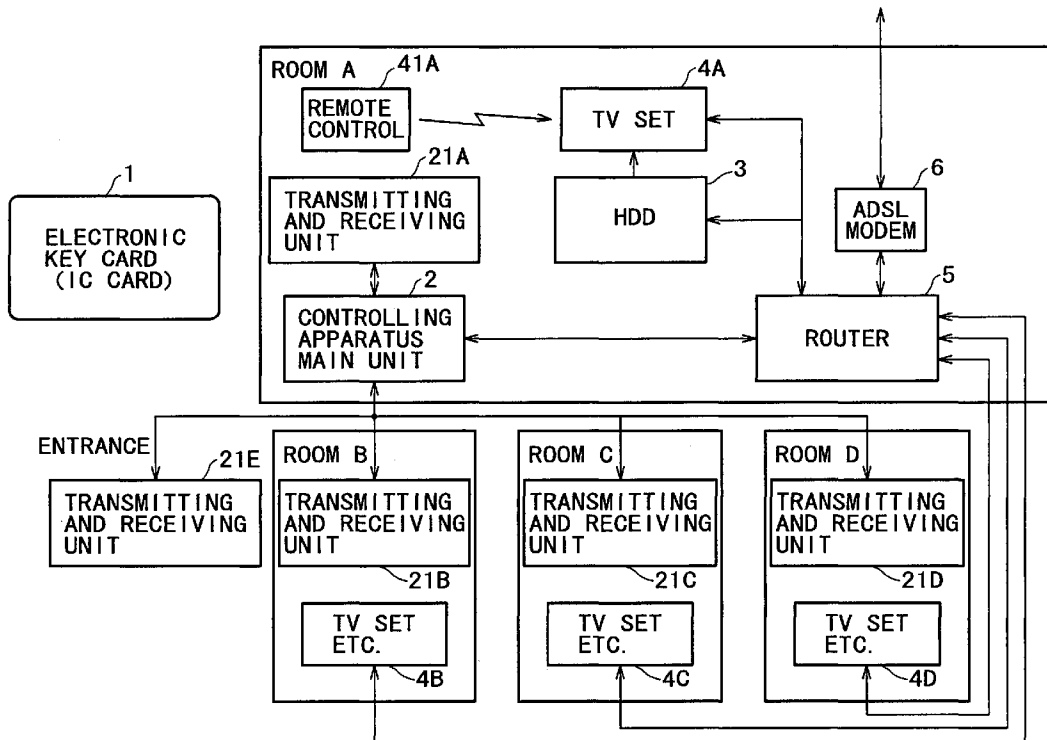 ROOM A
41A
REMOTE
CONTROL
4A
TV SET
21A
TRANSMITTING
AND RECEIVING
UNIT
3
HDD
6
ADSL
MODEM
1
ELECTRONIC
KEY CARD
(IC CARD)
2
CONTROLLING
APPARATUS
MAIN UNIT
5
ROUTER
ENTRANCE
21E
TRANSMITTING
AND RECEIVING
UNIT
ROOM B
TRANSMITTING
AND RECEIVING
UNIT
21B
TV SET
ETC.
4B
ROOM C
TRANSMITTING
AND RECEIVING
UNIT
21C
TV SET
ETC.
4C
ROOM D
TRANSMITTING
AND RECEIVING
UNIT
21D
TV SET
ETC.
4D